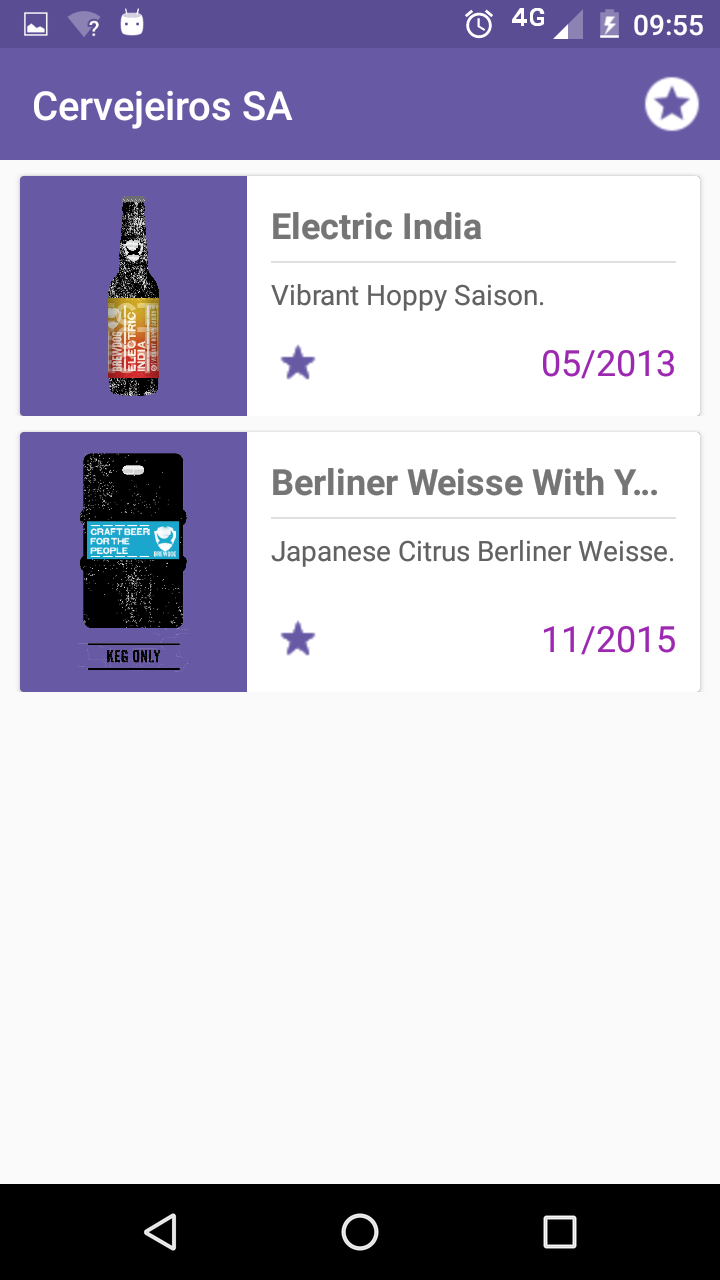 4G 09:55
Cervejeiros SA
Electric India
Vibrant Hoppy Saison.
05/2013
BREWDOG
ELECTRIC
INDIA
Berliner Weisse With Y...
Japanese Citrus Berliner Weisse.
11/2015
CRAFT BEER
FOR THE
PEOPLE
BREWDOG
KEG ONLY